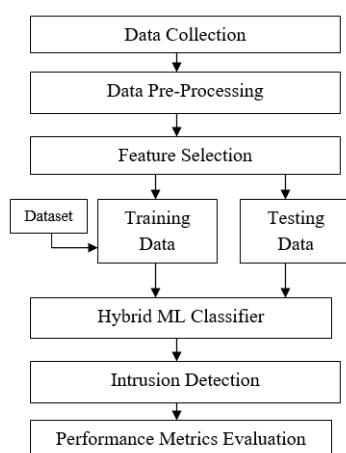 Data Collection
Data Pre-Processing
Feature Selection
Dataset
Training
Data
Testing
Data
Hybrid ML Classifier
Intrusion Detection
Performance Metrics Evaluation